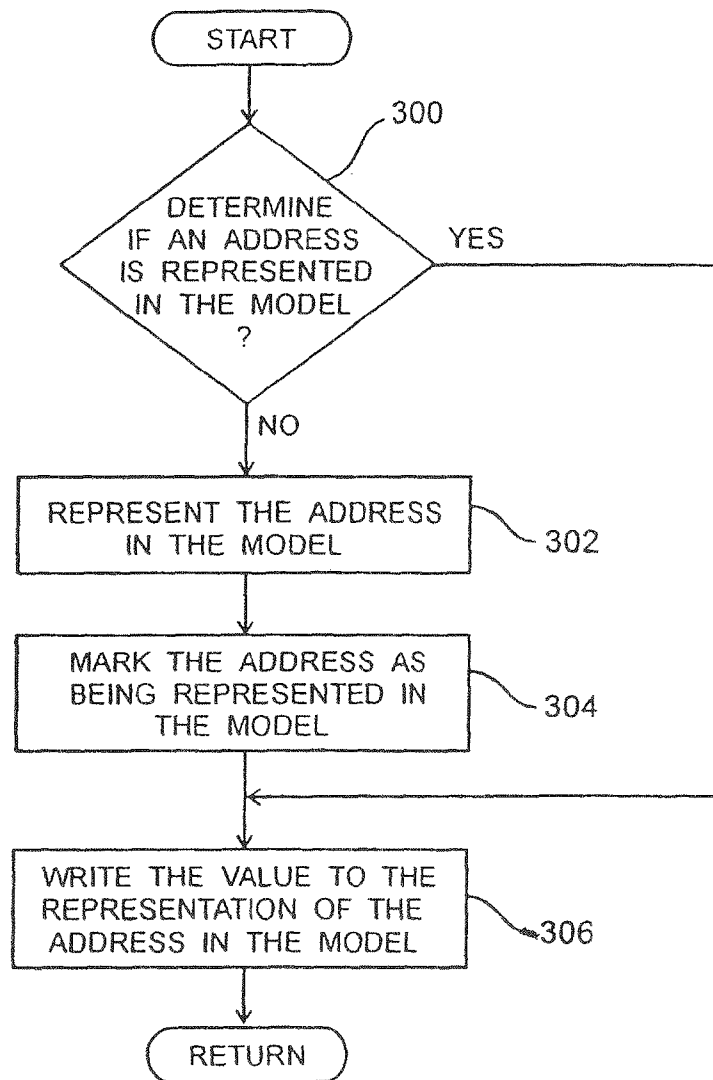 START
300
DETERMINE
IF AN ADDRESS
IS REPRESENTED
IN THE MODEL
?
YES
NO
REPRESENT THE ADDRESS
IN THE MODEL
302
MARK THE ADDRESS AS
BEING REPRESENTED IN
THE MODEL
304
WRITE THE VALUE TO THE
REPRESENTATION OF THE
ADDRESS IN THE MODEL
306
RETURN